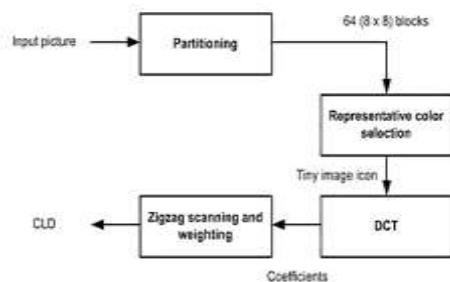 Input picture
Partitioning
64 (8 x 8) blocks
Representative color
selection
Tiny image icon
DCT
Coefficients
Zigzag scanning and
weighting
CLD